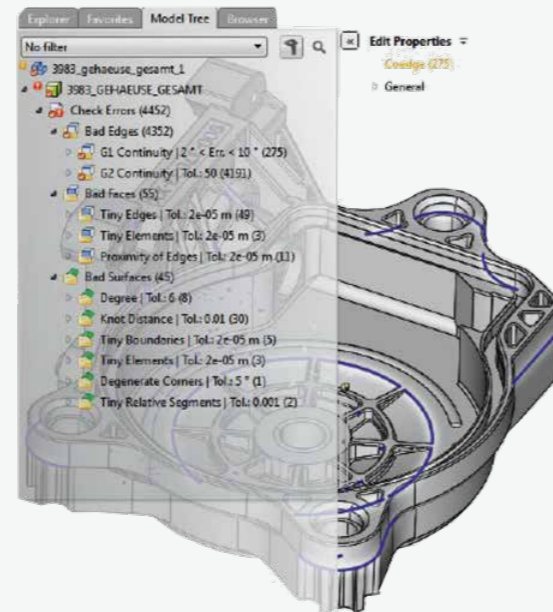 Explorer Favorites Model Tree Browser
No filter
« Edit Properties
Coedge (275)
General
3983_gehaeuse_gesamt_1
3983_GEHAEUSE_GESAMT
Check Errors (4452)
Bad Edges (4352)
G1 Continuity | 2 ° < Err. < 10 ° (275)
G2 Continuity | Tol.: 50 (4191)
Bad Faces (55)
Tiny Edges | Tol.: 2e-05 m (49)
Tiny Elements | Tol.: 2e-05 m (3)
Proximity of Edges | Tol.: 2e-05 m (11)
Bad Surfaces (45)
Degree | Tol.: 6 (8)
Knot Distance | Tol.: 0.01 (30)
Tiny Boundaries | Tol.: 2e-05 m (5)
Tiny Elements | Tol.: 2e-05 m (3)
Degenerate Corners | Tol.: 5 ° (1)
Tiny Relative Segments | Tol.: 0.001 (2)